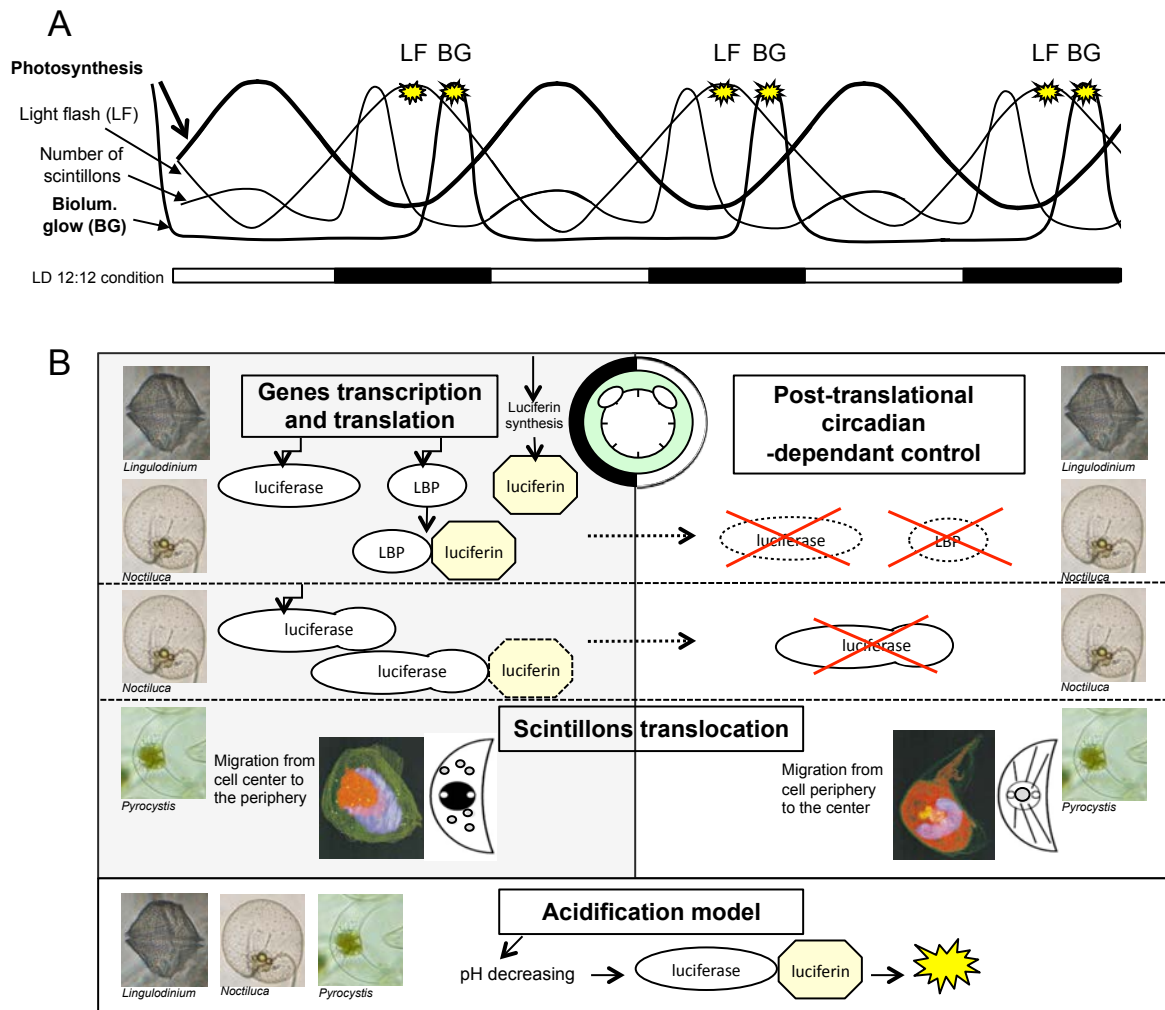 A
LF BG
LF BG
LF BG
Photosynthesis
Light flash (LF)
Number of
scintillons
Biolum.
glow (BG)
LD 12:12 condition
B
Genes transcription
and translation
Luciferin
synthesis
Post-translational
circadian
-dependant control
Lingulodinium
Lingulodinium
luciferase
LBP
luciferin
LBP
luciferin
luciferase
LBP
Noctiluca
Noctiluca
luciferase
luciferase
luciferin
luciferase
Noctiluca
Noctiluca
Scintillons translocation
Migration from
cell center to
the periphery
Migration from
cell periphery
to the center
Pyrocystis
Pyrocystis
Acidification model
pH decreasing
luciferase
luciferin
Lingulodinium
Noctiluca
Pyrocystis